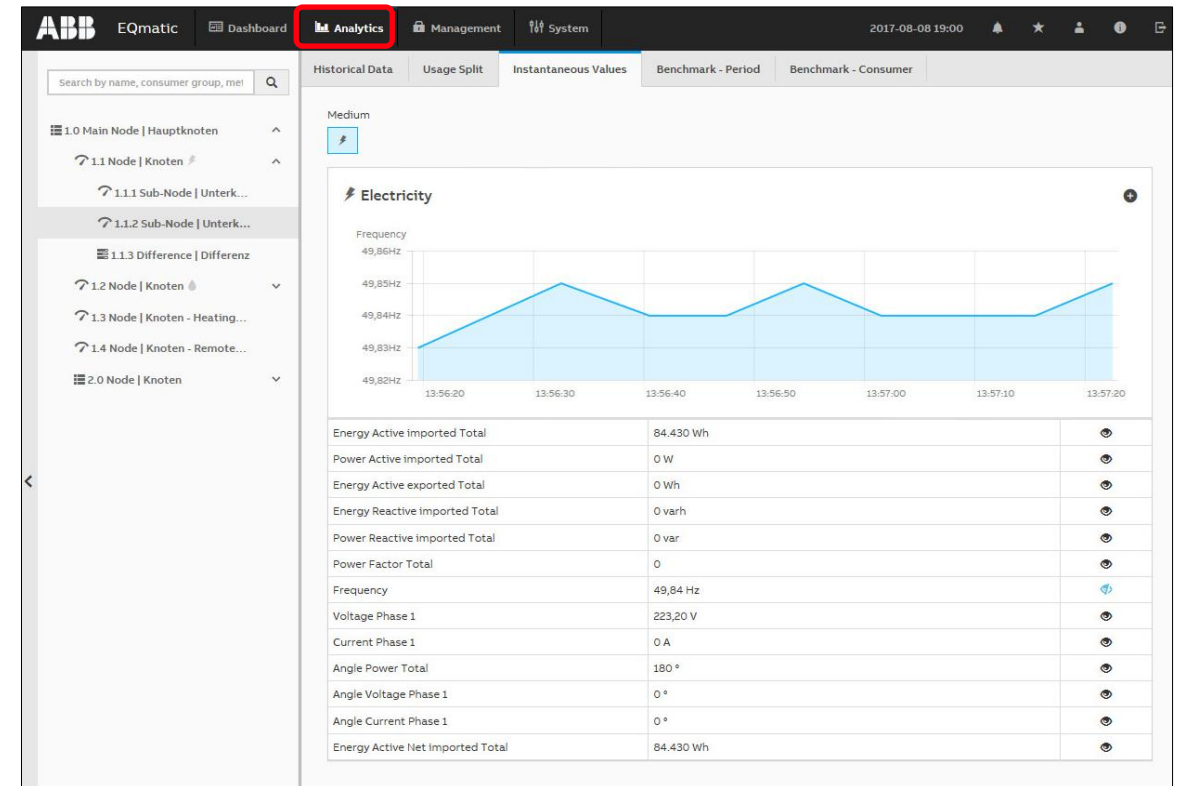 ABB EQmatic Dashboard Analytics Management System 2017-08-08 19:00
Search by name, consumer group, met
1.0 Main Node | Hauptknoten
1.1 Node | Knoten
1.1.1 Sub-Node | Unterk...
1.1.2 Sub-Node | Unterk...
1.1.3 Difference | Differenz
1.2 Node | Knoten
1.3 Node | Knoten - Heating...
1.4 Node | Knoten - Remote...
2.0 Node | Knoten
Historical Data Usage Split Instantaneous Values Benchmark - Period Benchmark - Consumer
Medium
Electricity
Frequency
49,86Hz
49,85Hz
49,84Hz
49,83Hz
49,82Hz
13:56:20 13:56:30 13:56:40 13:56:50 13:57:00 13:57:10 13:57:20
Energy Active imported Total 84.430 Wh
Power Active imported Total 0 W
Energy Active exported Total 0 Wh
Energy Reactive imported Total 0 varh
Power Reactive imported Total 0 var
Power Factor Total 0
Frequency 49,84 Hz
Voltage Phase 1 223,20 V
Current Phase 1 0 A
Angle Power Total 180 °
Angle Voltage Phase 1 0 °
Angle Current Phase 1 0 °
Energy Active Net imported Total 84.430 Wh